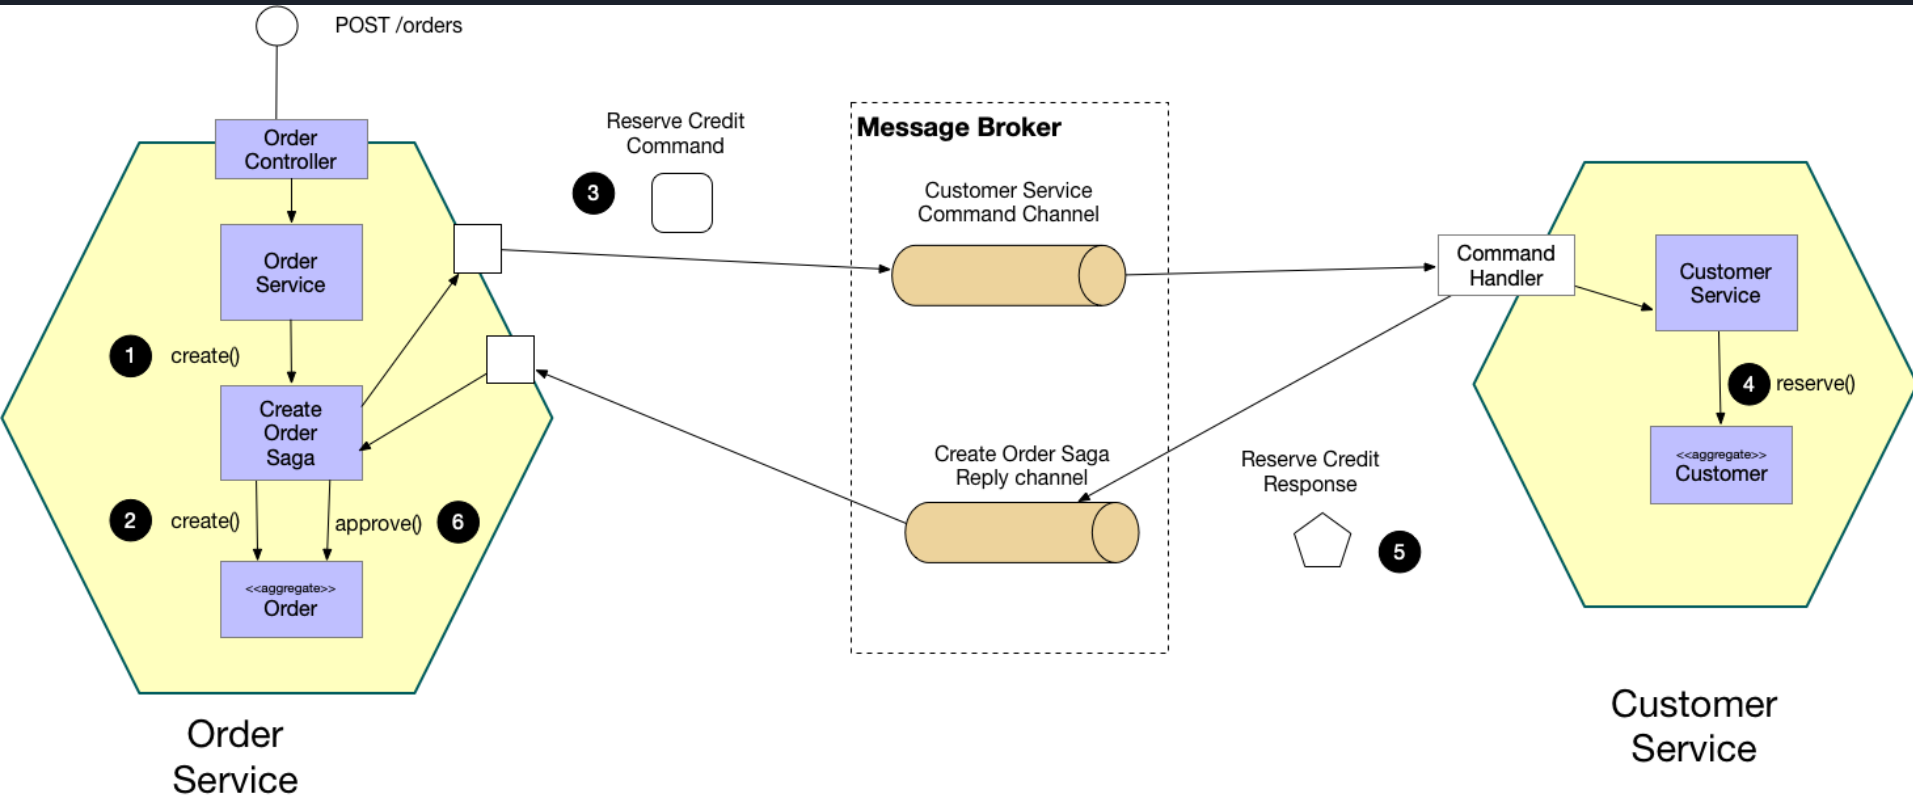 POST /orders
Order
Controller
Order
Service
1
create()
Create
Order
Saga
2
create()
approve()
6
<<aggregate>>
Order
Order
Service
Reserve Credit
Command
3
Message Broker
Customer Service
Command Channel
Create Order Saga
Reply channel
Reserve Credit
Response
5
Command
Handler
Customer
Service
4
reserve()
<<aggregate>>
Customer
Customer
Service